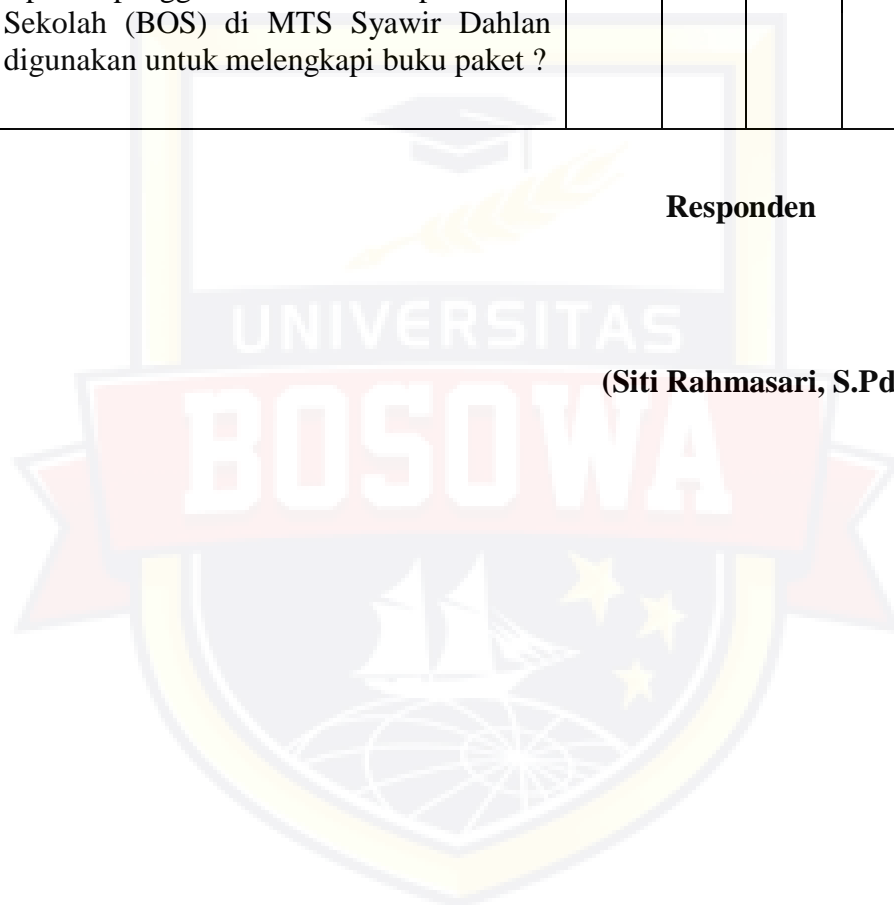 Sekolah (BOS) di MTS Syawir Dahlan
digunakan untuk melengkapi buku paket ?
Responden
(Siti Rahmasari, S.Pd
UNIVERSITAS
BOSOWA